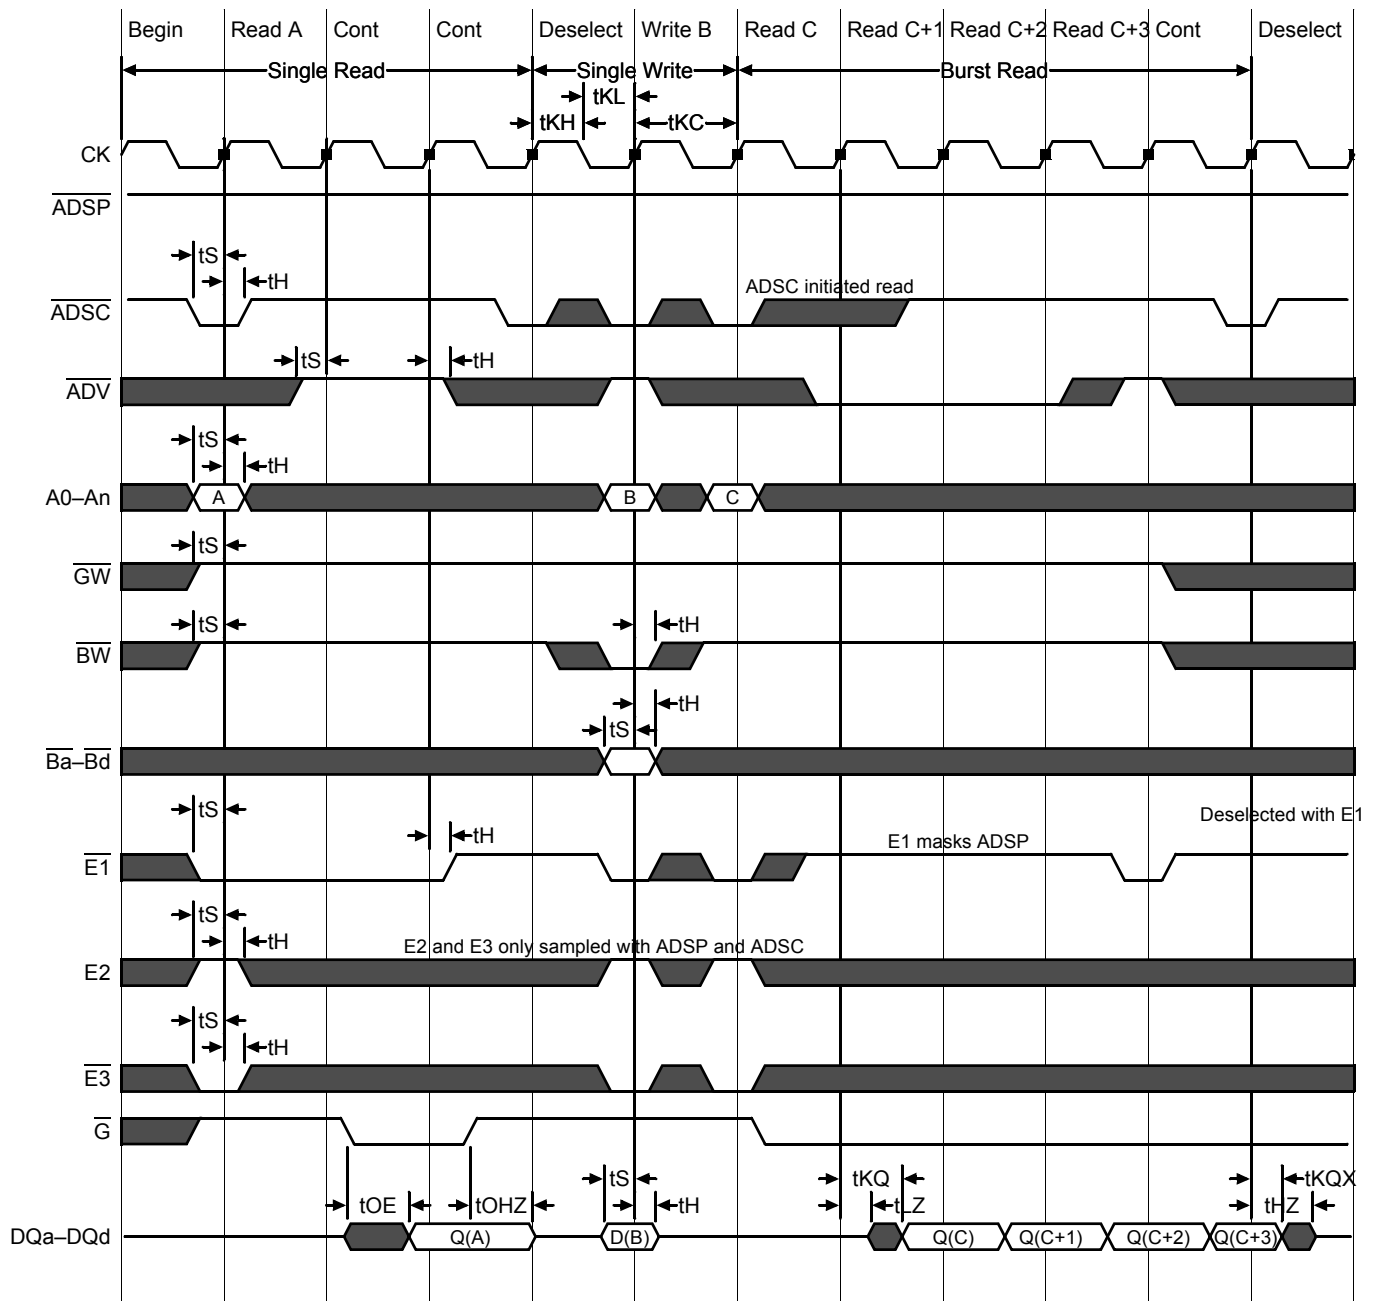 Begin Read A Cont Cont Deselect Write B Read C Read C+1 Read C+2 Read C+3 Cont Deselect
Single Read Single Write Burst Read
tKL
tKH tKC
CK
ADSP
tS
tH
ADSC initiated read
ADSC
tS tH
ADV
tS
tH
A0–An A B C
tS
GW
tS tH
BW
tH
tS
Ba–Bd
tS
Deselected with E1
tH E1 masks ADSP
E1
tS
tH E2 and E3 only sampled with ADSP and ADSC
E2
tS
tH
E3
G
tS tKQ tKQX
tOE tOHZ tH tLZ tHZ
DQa–DQd Q(A) D(B) Q(C) Q(C+1) Q(C+2) Q(C+3)